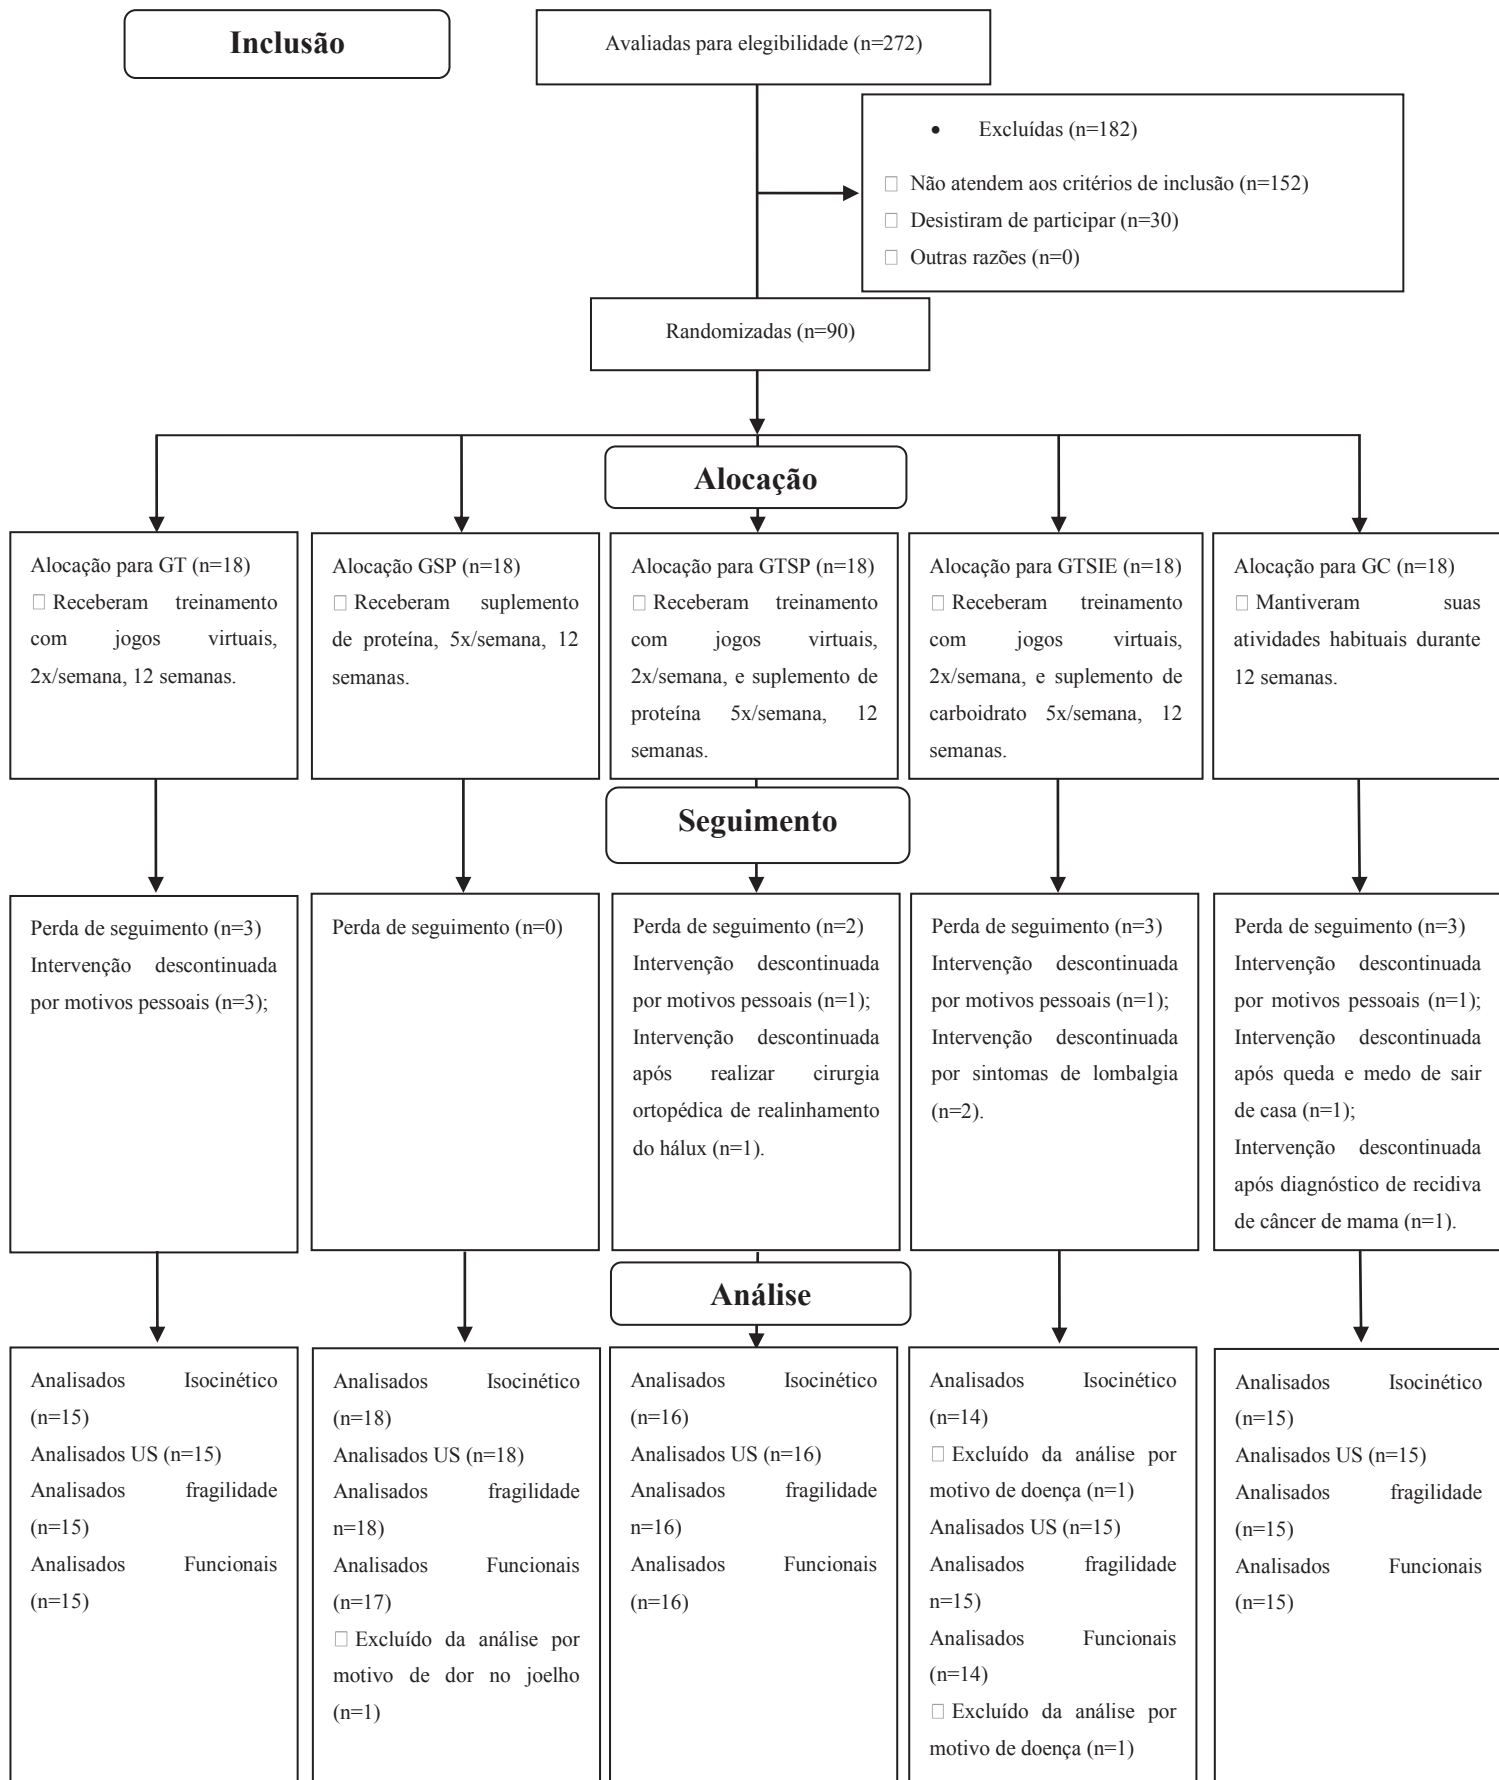 Inclusão
Avaliadas para elegibilidade (n=272)
• Excluídas (n=182)
□ Não atendem aos critérios de inclusão (n=152)
□ Desistiram de participar (n=30)
□ Outras razões (n=0)
Randomizadas (n=90)
Alocação
Alocação para GT (n=18)
□ Receberam treinamento
com jogos virtuais,
2x/semana, 12 semanas.
Alocação GSP (n=18)
□ Receberam suplemento
de proteína, 5x/semana, 12
semanas.
Alocação para GTSP (n=18)
□ Receberam treinamento
com jogos virtuais,
2x/semana, e suplemento de
proteína 5x/semana, 12
semanas.
Alocação para GTSIE (n=18)
□ Receberam treinamento
com jogos virtuais,
2x/semana, e suplemento de
carboidrato 5x/semana, 12
semanas.
Alocação para GC (n=18)
□ Mantiveram suas
atividades habituais durante
12 semanas.
Seguimento
Perda de seguimento (n=3)
Intervenção descontinuada
por motivos pessoais (n=3);
Perda de seguimento (n=0)
Perda de seguimento (n=2)
Intervenção descontinuada
por motivos pessoais (n=1);
Intervenção descontinuada
após realizar cirurgia
ortopédica de realinhamento
do hálux (n=1).
Perda de seguimento (n=3)
Intervenção descontinuada
por motivos pessoais (n=1);
Intervenção descontinuada
por sintomas de lombalgia
(n=2).
Perda de seguimento (n=3)
Intervenção descontinuada
por motivos pessoais (n=1);
Intervenção descontinuada
após queda e medo de sair
de casa (n=1);
Intervenção descontinuada
após diagnóstico de recidiva
de câncer de mama (n=1).
Análise
Analisados Isocinético
(n=15)
Analisados US (n=15)
Analisados fragilidade
(n=15)
Analisados Funcionais
(n=15)
Analisados Isocinético
(n=18)
Analisados US (n=18)
Analisados fragilidade
n=18)
Analisados Funcionais
(n=17)
□ Excluído da análise por
motivo de dor no joelho
(n=1)
Analisados Isocinético
(n=16)
Analisados US (n=16)
Analisados fragilidade
n=16)
Analisados Funcionais
(n=16)
Analisados Isocinético
(n=14)
□ Excluído da análise por
motivo de doença (n=1)
Analisados US (n=15)
Analisados fragilidade
n=15)
Analisados Funcionais
(n=14)
□ Excluído da análise por
motivo de doença (n=1)
Analisados Isocinético
(n=15)
Analisados US (n=15)
Analisados fragilidade
(n=15)
Analisados Funcionais
(n=15)